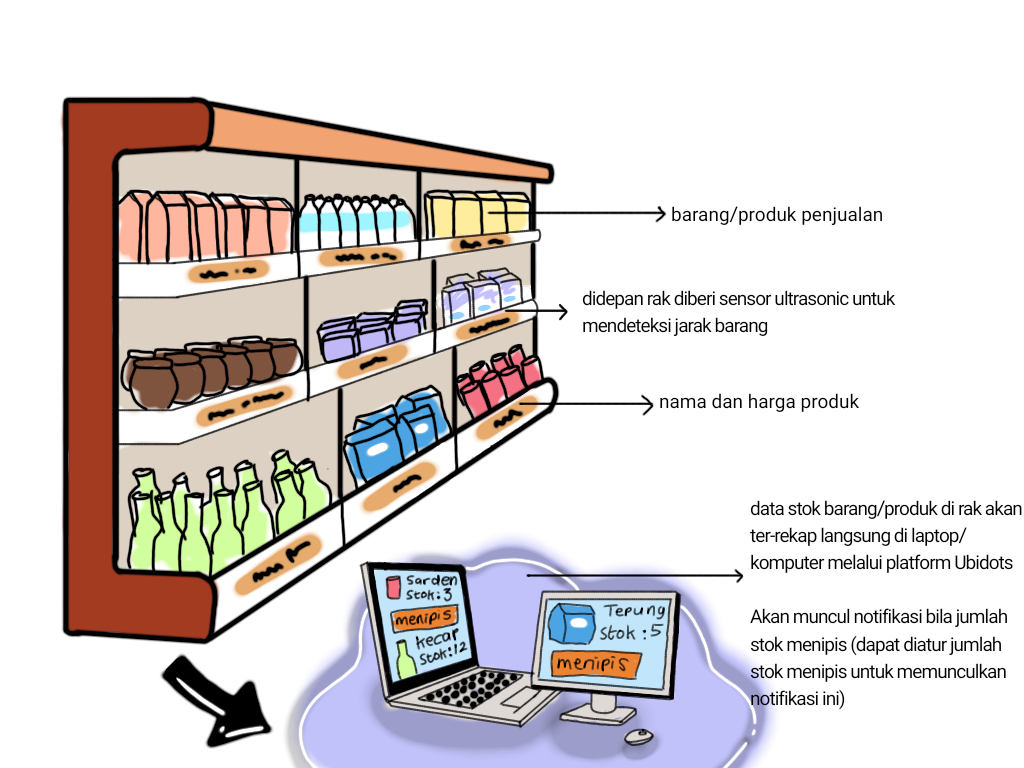 barang/produk penjualan
didepan rak diberi sensor ultrasonic untuk
mendeteksi jarak barang
nama dan harga produk
data stok barang/produk di rak akan
ter-rekap langsung di laptop/
komputer melalui platform Ubidots
Akan muncul notifikasi bila jumlah
stok menipis (dapat diatur jumlah
stok menipis untuk memunculkan
notifikasi ini)
Sarden
Stok:3
menipis
kecap
Stok:12
Tepung
Stok:5
menipis